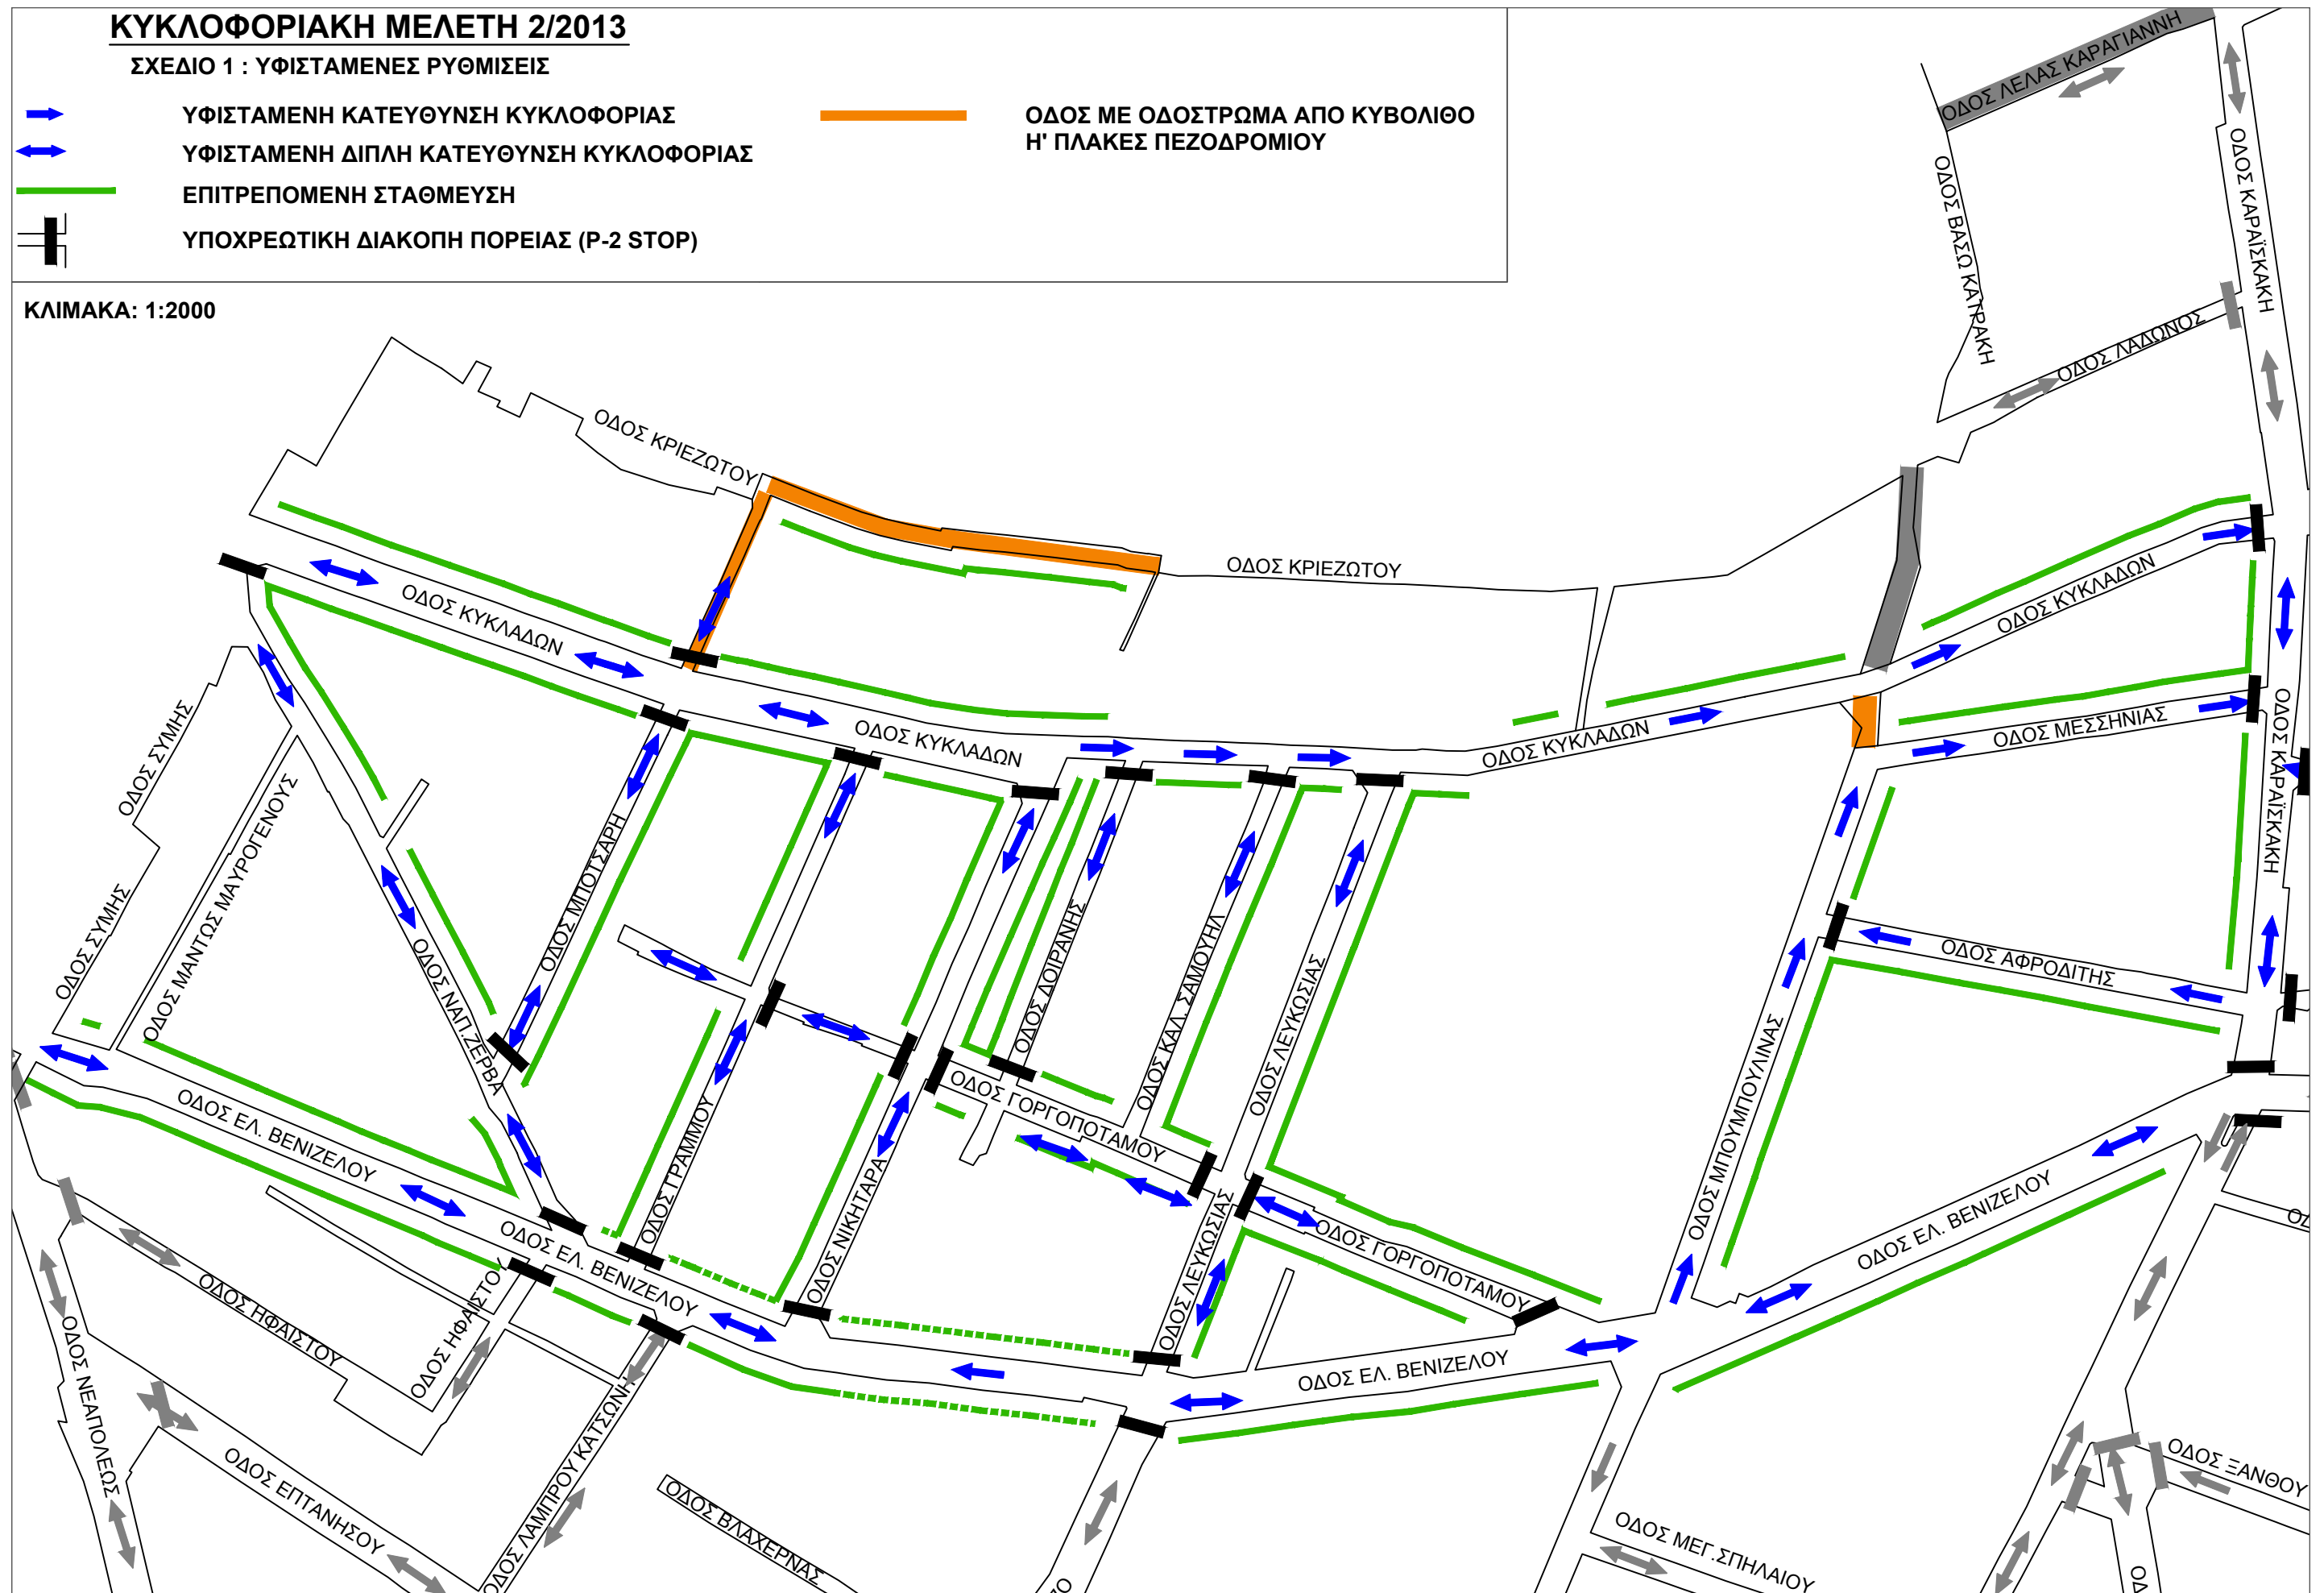 ΚΥΚΛΟΦΟΡΙΑΚΗ ΜΕΛΕΤΗ 2/2013
ΣΧΕΔΙΟ 1 : ΥΦΙΣΤΑΜΕΝΕΣ ΡΥΘΜΙΣΕΙΣ
ΥΦΙΣΤΑΜΕΝΗ ΚΑΤΕΥΘΥΝΣΗ ΚΥΚΛΟΦΟΡΙΑΣ
ΥΦΙΣΤΑΜΕΝΗ ΔΙΠΛΗ ΚΑΤΕΥΘΥΝΣΗ ΚΥΚΛΟΦΟΡΙΑΣ
ΕΠΙΤΡΕΠΟΜΕΝΗ ΣΤΑΘΜΕΥΣΗ
ΥΠΟΧΡΕΩΤΙΚΗ ΔΙΑΚΟΠΗ ΠΟΡΕΙΑΣ (Ρ-2 STOP)
ΟΔΟΣ ΜΕ ΟΔΟΣΤΡΩΜΑ ΑΠΟ ΚΥΒΟΛΙΘΟ
Η' ΠΛΑΚΕΣ ΠΕΖΟΔΡΟΜΙΟΥ
ΚΛΙΜΑΚΑ: 1:2000
ΟΔΟΣ ΛΕΛΑΣ ΚΑΡΑΓΙΑΝΝΗ
ΟΔΟΣ ΒΑΣΩ ΚΑΤΡΑΚΗ
ΟΔΟΣ ΚΑΡΑΪΣΚΑΚΗ
ΟΔΟΣ ΛΑΔΩΝΟΣ
ΟΔΟΣ ΚΡΙΕΖΩΤΟΥ
ΟΔΟΣ ΚΡΙΕΖΩΤΟΥ
ΟΔΟΣ ΚΥΚΛΑΔΩΝ
ΟΔΟΣ ΚΥΚΛΑΔΩΝ
ΟΔΟΣ ΚΥΚΛΑΔΩΝ
ΟΔΟΣ ΚΥΚΛΑΔΩΝ
ΟΔΟΣ ΜΕΣΣΗΝΙΑΣ
ΟΔΟΣ ΚΑΡΑΪΣΚΑΚΗ
ΟΔΟΣ ΣΥΜΗΣ
ΟΔΟΣ ΣΥΜΗΣ
ΟΔΟΣ ΜΑΝΤΩΣ ΜΑΥΡΟΓΕΝΟΥΣ
ΟΔΟΣ ΝΑΠ.ΖΕΡΒΑ
ΟΔΟΣ ΜΠΟΤΣΑΡΗ
ΟΔΟΣ ΔΟΙΡΑΝΗΣ
ΟΔΟΣ ΚΑΛ. ΣΑΜΟΥΗΛ
ΟΔΟΣ ΛΕΥΚΩΣΙΑΣ
ΟΔΟΣ ΑΦΡΟΔΙΤΗΣ
ΟΔΟΣ ΜΠΟΥΜΠΟΥΛΙΝΑΣ
ΟΔΟΣ ΓΟΡΓΟΠΟΤΑΜΟΥ
ΟΔΟΣ ΕΛ. ΒΕΝΙΖΕΛΟΥ
ΟΔΟΣ ΓΡΑΜΜΟΥ
ΟΔΟΣ ΝΙΚΗΤΑΡΑ
ΟΔΟΣ ΛΕΥΚΩΣΙΑΣ
ΟΔΟΣ ΓΟΡΓΟΠΟΤΑΜΟΥ
ΟΔΟΣ ΕΛ. ΒΕΝΙΖΕΛΟΥ
ΟΔΟΣ ΕΛ. ΒΕΝΙΖΕΛΟΥ
ΟΔΟΣ ΕΛ. ΒΕΝΙΖΕΛΟΥ
ΟΔΟΣ ΗΦΑΙΣΤΟΥ
ΟΔΟΣ ΗΦΑΙΣΤΟΥ
ΟΔΟΣ ΝΕΑΠΟΛΕΩΣ
ΟΔΟΣ ΕΠΤΑΝΗΣΟΥ
ΟΔΟΣ ΛΑΜΠΡΟΥ ΚΑΤΣΩΝΗ
ΟΔΟΣ ΒΛΑΧΕΡΝΑΣ
ΟΔΟΣ ΜΕΓ.ΣΠΗΛΑΙΟΥ
ΟΔΟΣ ΞΑΝΘΟΥ